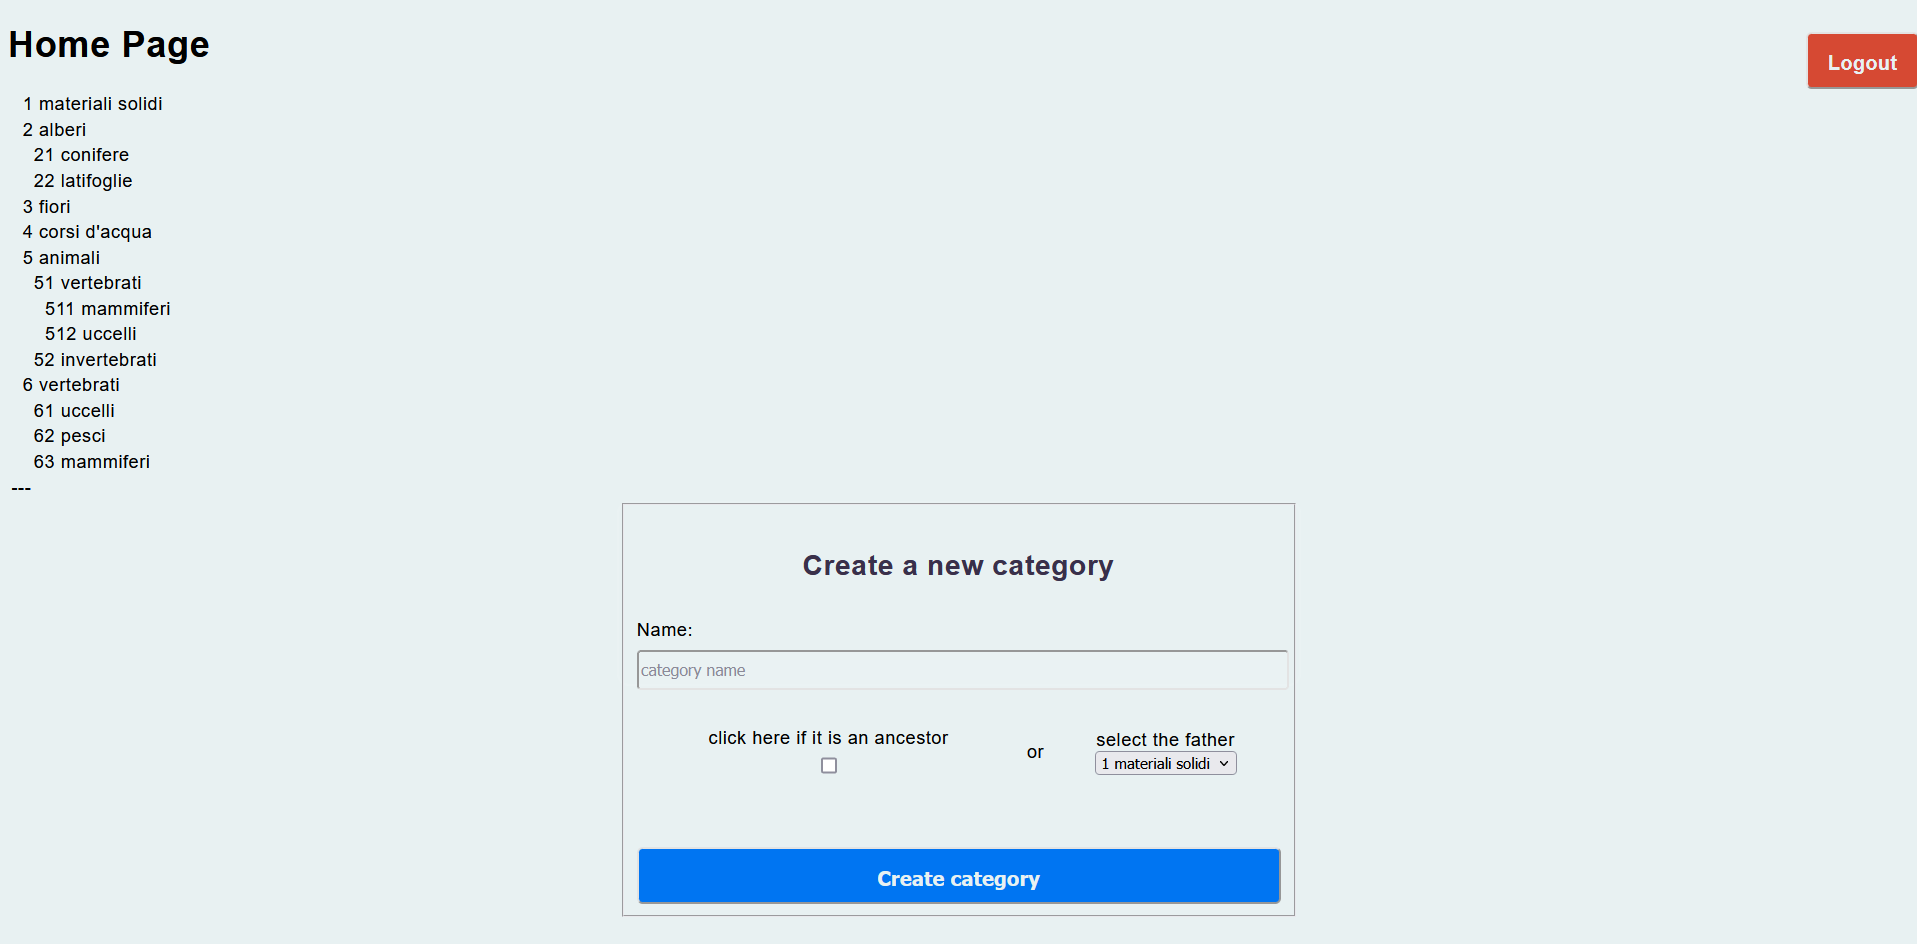 Home Page
Logout
1 materiali solidi
2 alberi
21 conifere
22 latifoglie
3 fiori
4 corsi d'acqua
5 animali
51 vertebrati
511 mammiferi
512 uccelli
52 invertebrati
6 vertebrati
61 uccelli
62 pesci
63 mammiferi
---
Create a new category
Name:
category name
click here if it is an ancestor
or
select the father
1 materiali solidi
Create category